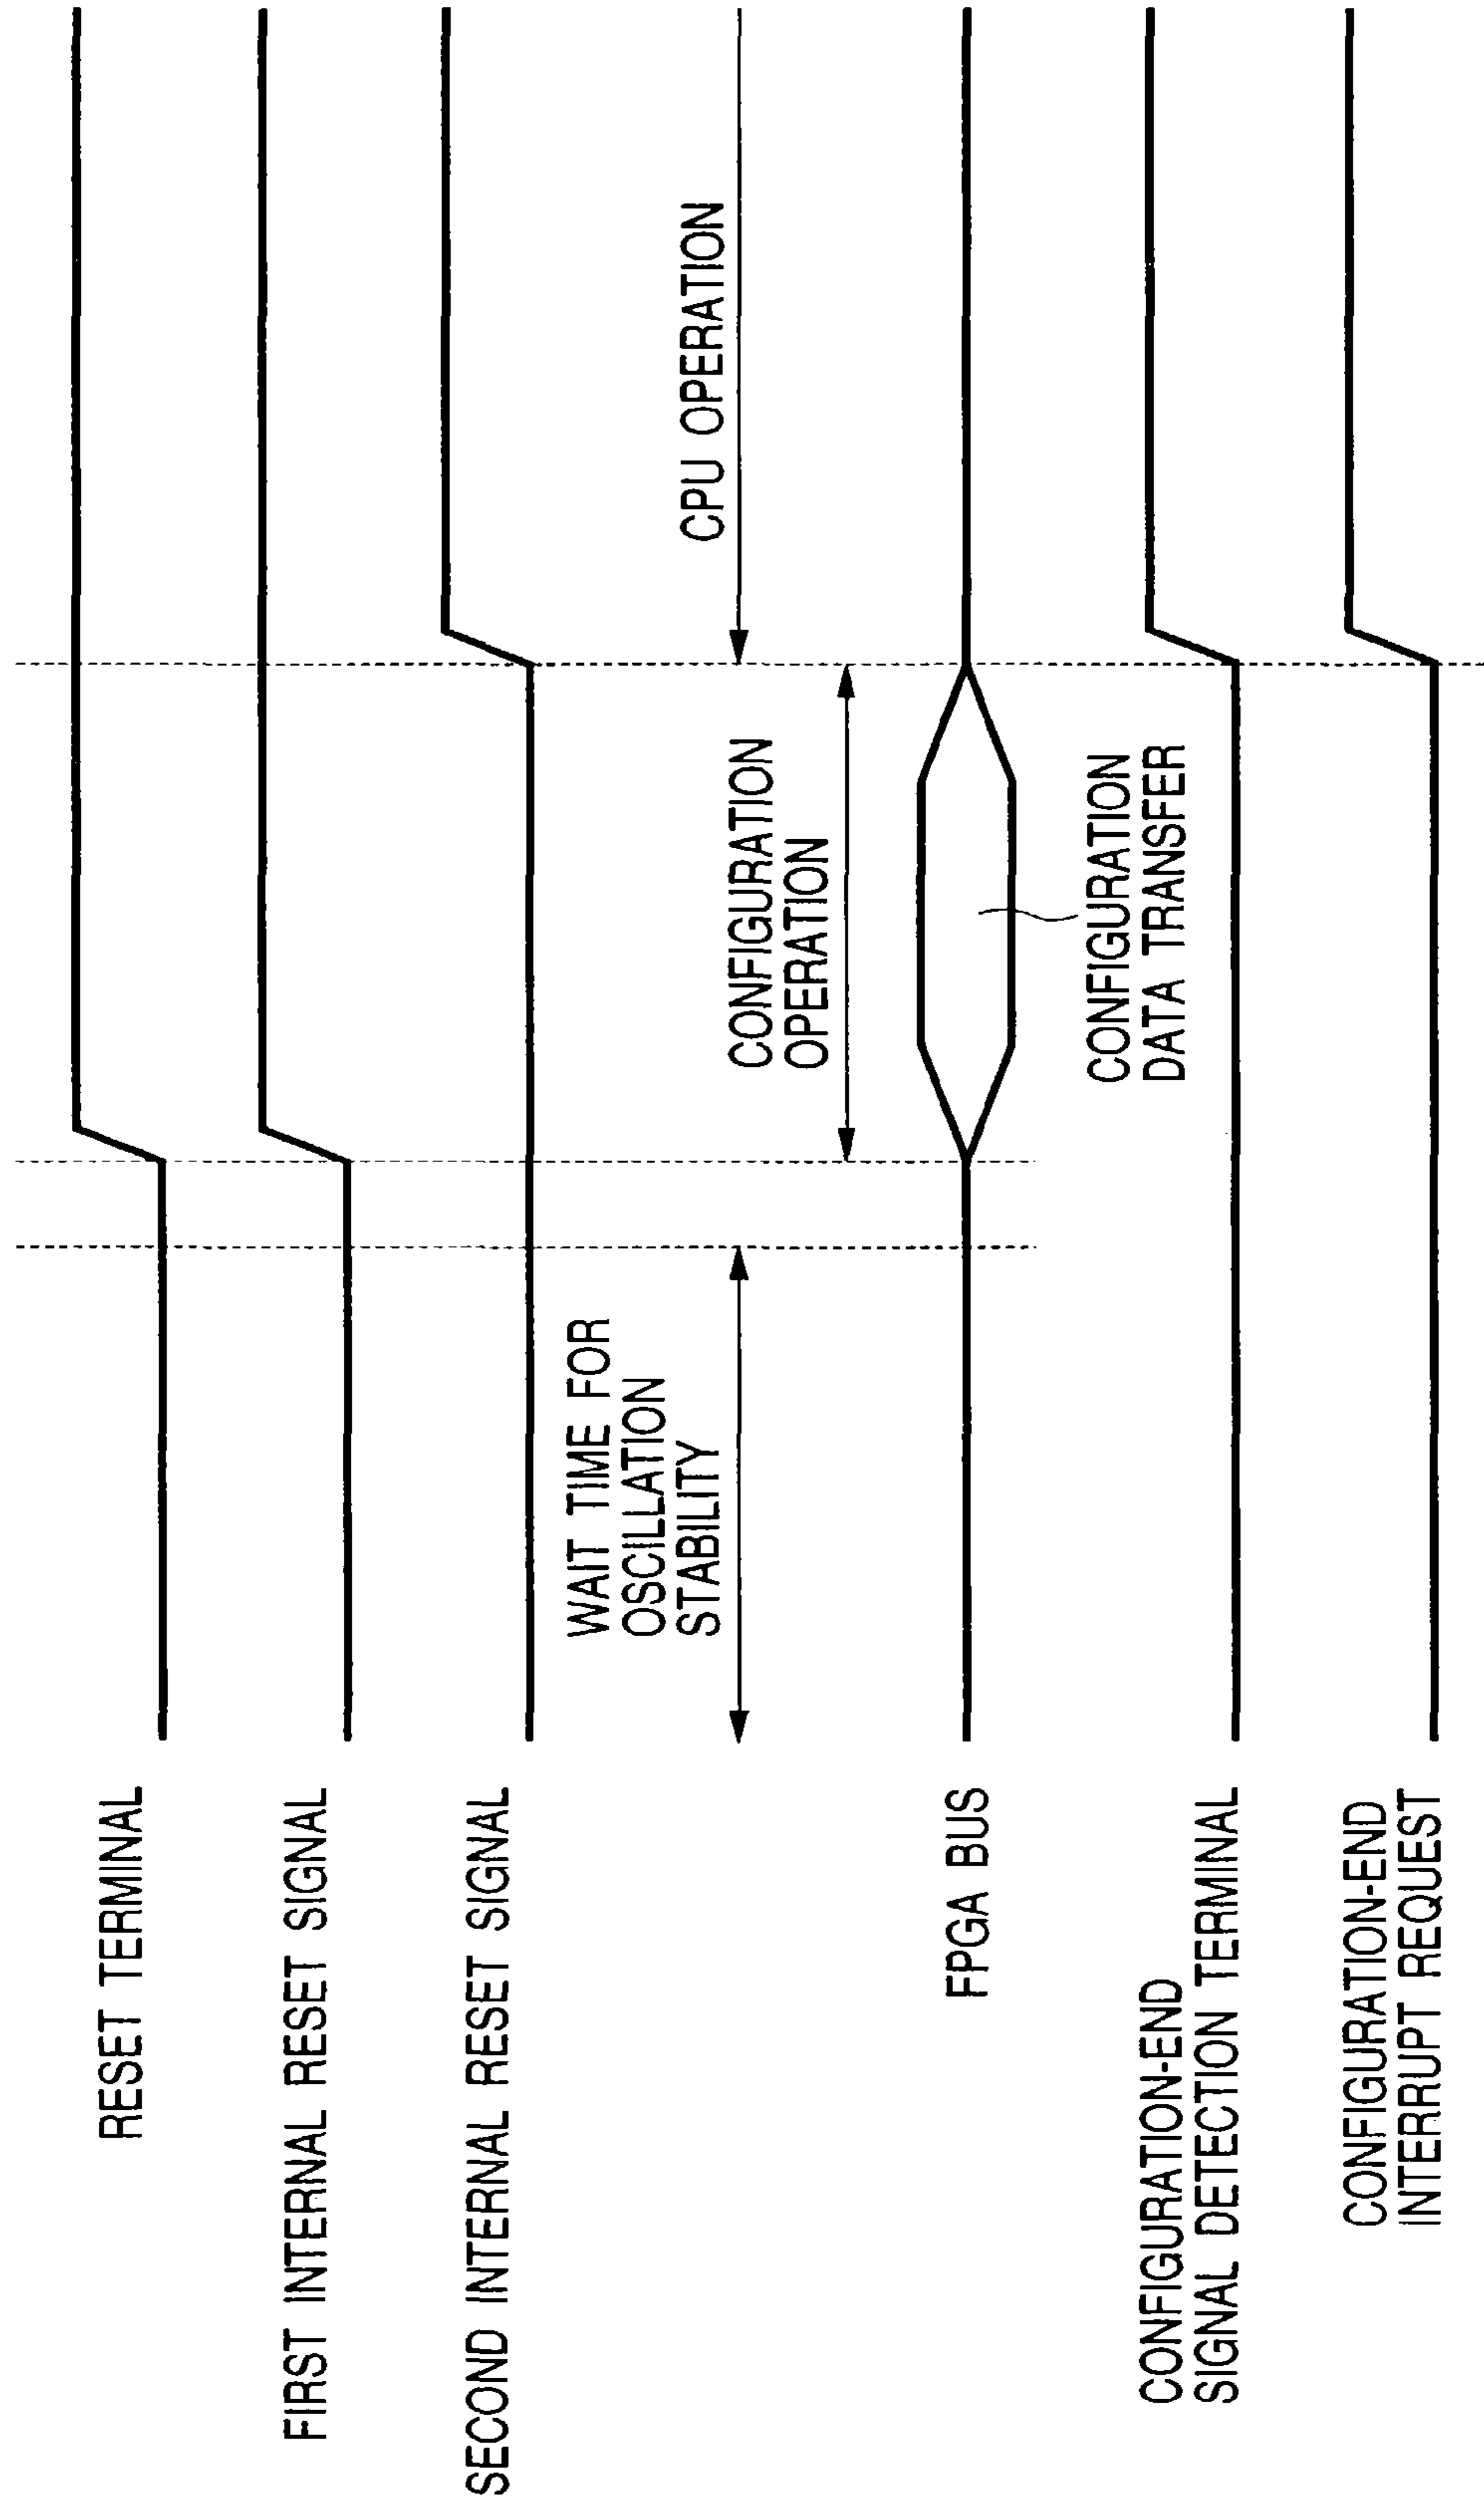 RESET TERMINAL
FIRST INTERNAL RESET SIGNAL
SECOND INTERNAL RESET SIGNAL
WAIT TIME FOR
OSCILLATION
STABILITY
CPU OPERATION
CONFIGURATION
OPERATION
FPGA BUS
CONFIGURATION
DATA TRANSFER
CONFIGURATION-END
SIGNAL DETECTION TERMINAL
CONFIGURATION-END
INTERRUPT REQUEST